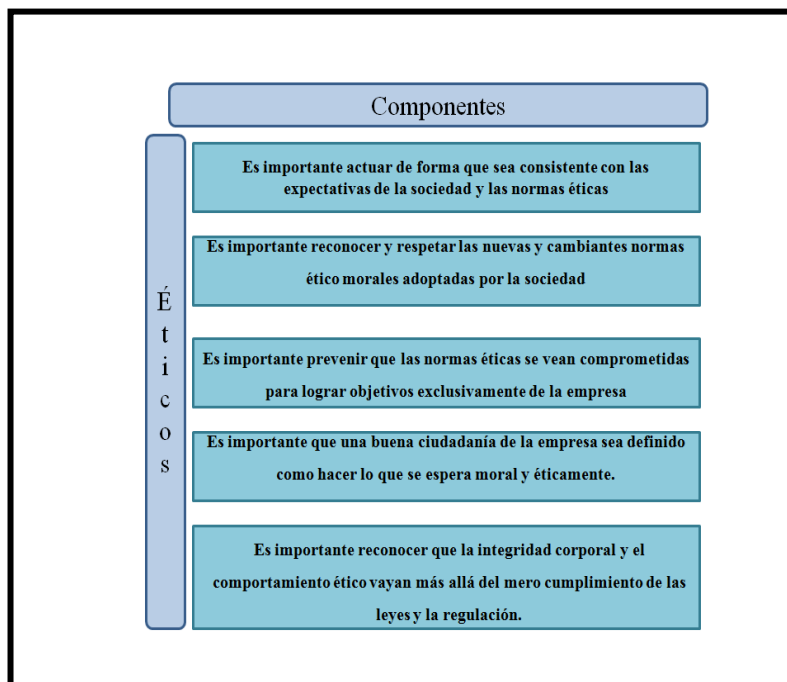 Componentes
Éticos
Es importante actuar de forma que sea consistente con las
expectativas de la sociedad y las normas éticas
Es importante reconocer y respetar las nuevas y cambiantes normas
ético morales adoptadas por la sociedad
Es importante prevenir que las normas éticas se vean comprometidas
para lograr objetivos exclusivamente de la empresa
Es importante que una buena ciudadanía de la empresa sea definido
como hacer lo que se espera moral y éticamente.
Es importante reconocer que la integridad corporal y el
comportamiento ético vayan más allá del mero cumplimiento de las
leyes y la regulación.